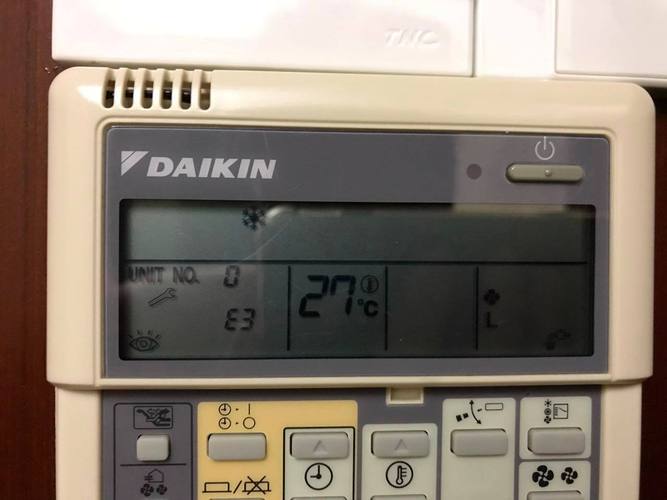 TNC
DAIKIN
UNIT NO. 0
E3
27°C
L